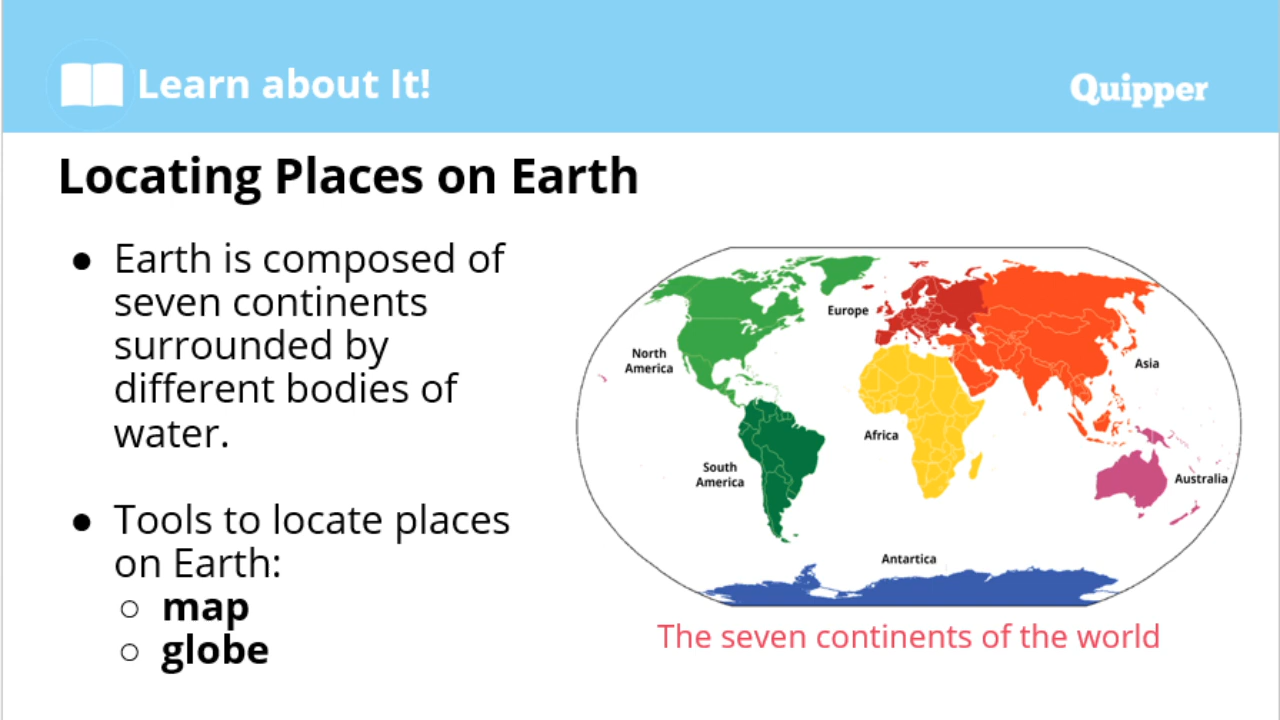 Learn about It!
Quipper
Locating Places on Earth
● Earth is composed of
seven continents
surrounded by
different bodies of
water.
● Tools to locate places
on Earth:
○ map
○ globe
Europe
North
America
Asia
Africa
South
America
Australia
Antartica
The seven continents of the world